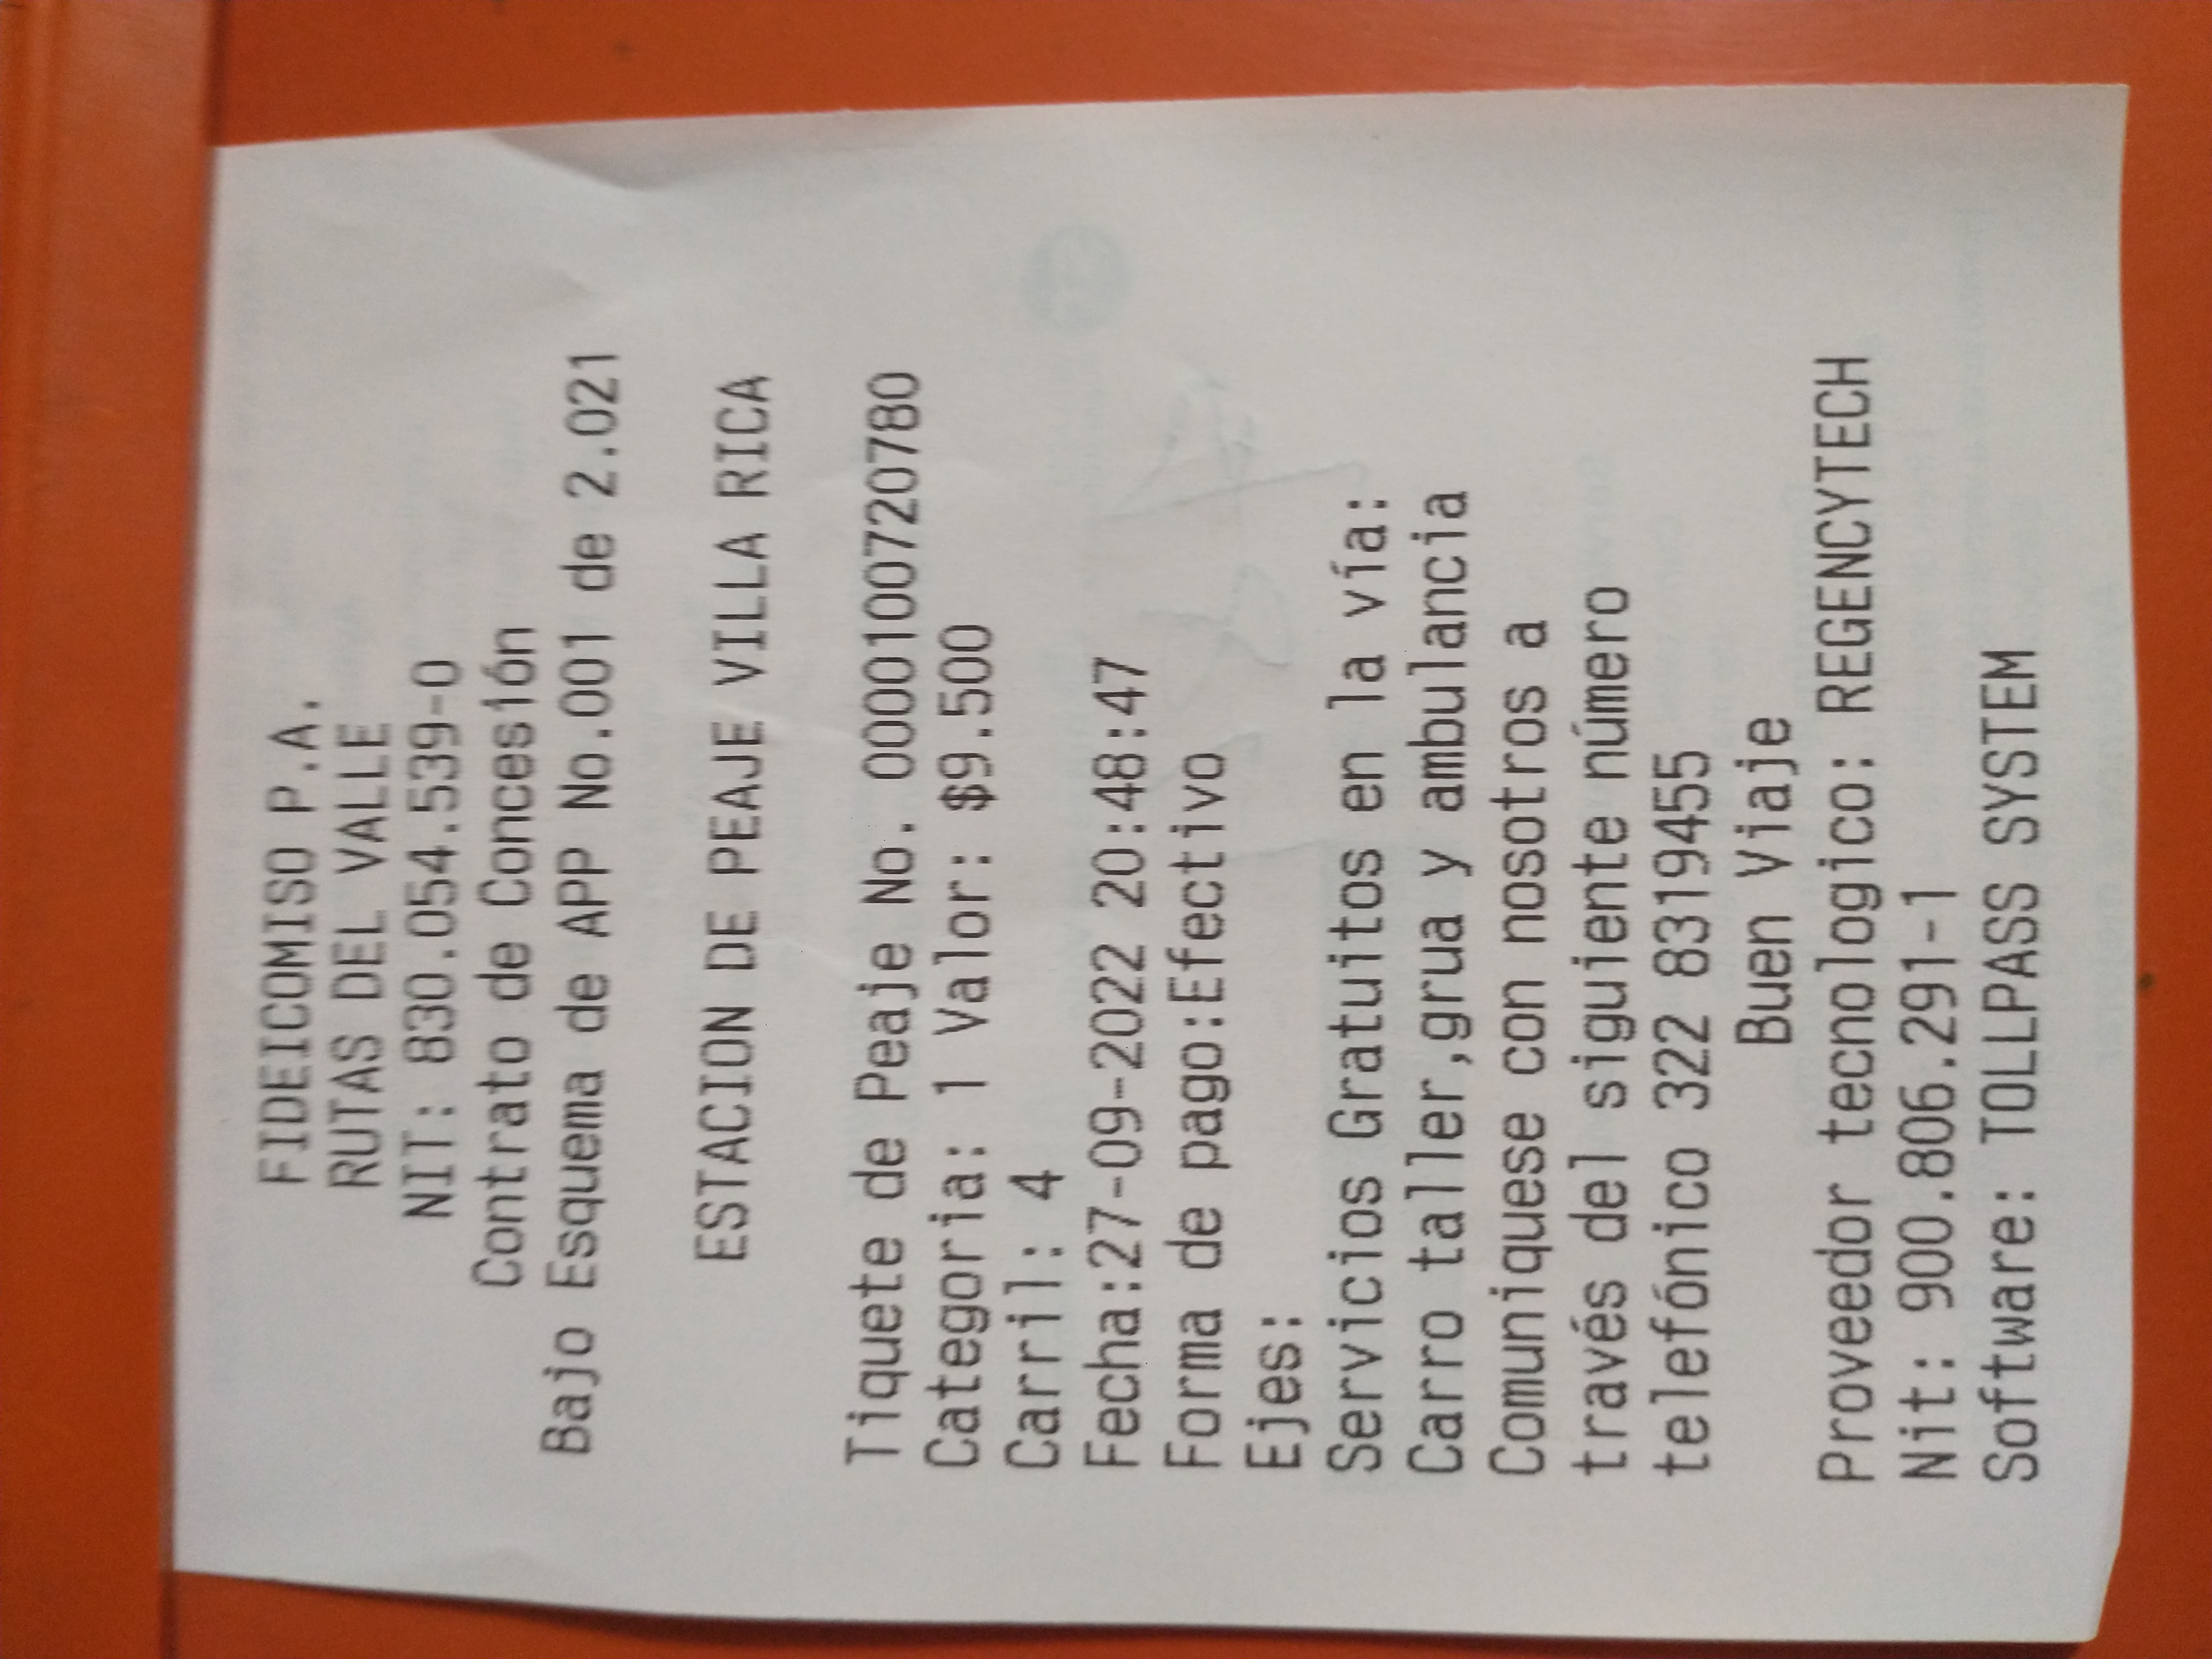 FIDEICOMISO P.A.
RUTAS DEL VALLE
NIT: 830.054.539-0
Contrato de Concesión
Bajo Esquema de APP No.001 de 2.021
ESTACION DE PEAJE VILLA RICA
Tiquete de Peaje No. 0000100720780
Categoria: 1 Valor: $9.500
Carril: 4
Fecha:27-09-2022 20:48:47
Forma de pago:Efectivo
Ejes:
Servicios Gratuitos en la vía:
Carro taller,grua y ambulancia
Comuniquese con nosotros a
través del siguiente número
telefónico 322 8319455
Buen Viaje
Proveedor tecnologico: REGENCYTECH
Nit: 900.806.291-1
Software: TOLLPASS SYSTEM